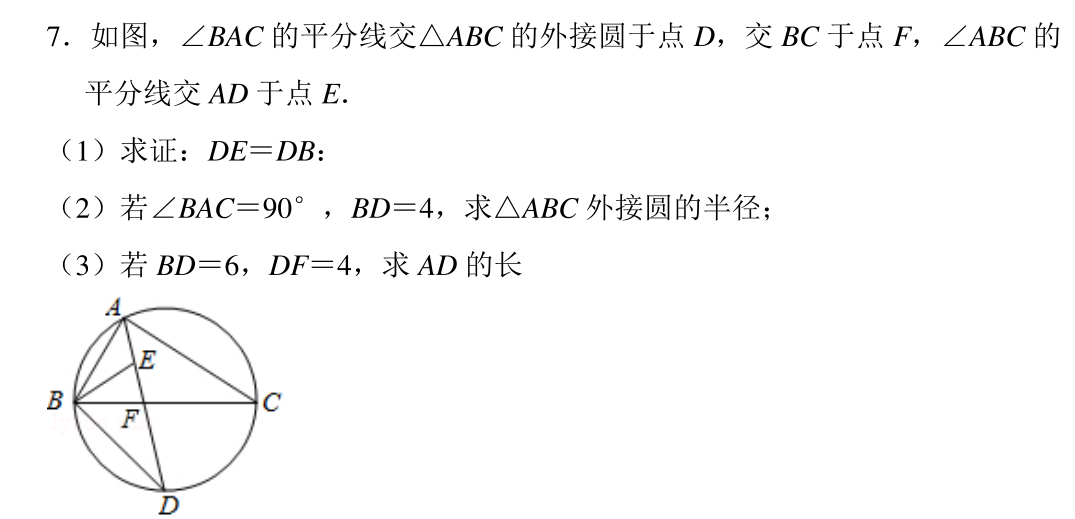 7．如图，∠BAC 的平分线交△ABC 的外接圆于点 D，交 BC 于点 F，∠ABC 的
平分线交 AD 于点 E．
（1）求证：DE＝DB：
（2）若∠BAC＝90°，BD＝4，求△ABC 外接圆的半径；
（3）若 BD＝6，DF＝4，求 AD 的长
A
E
B
F
C
D